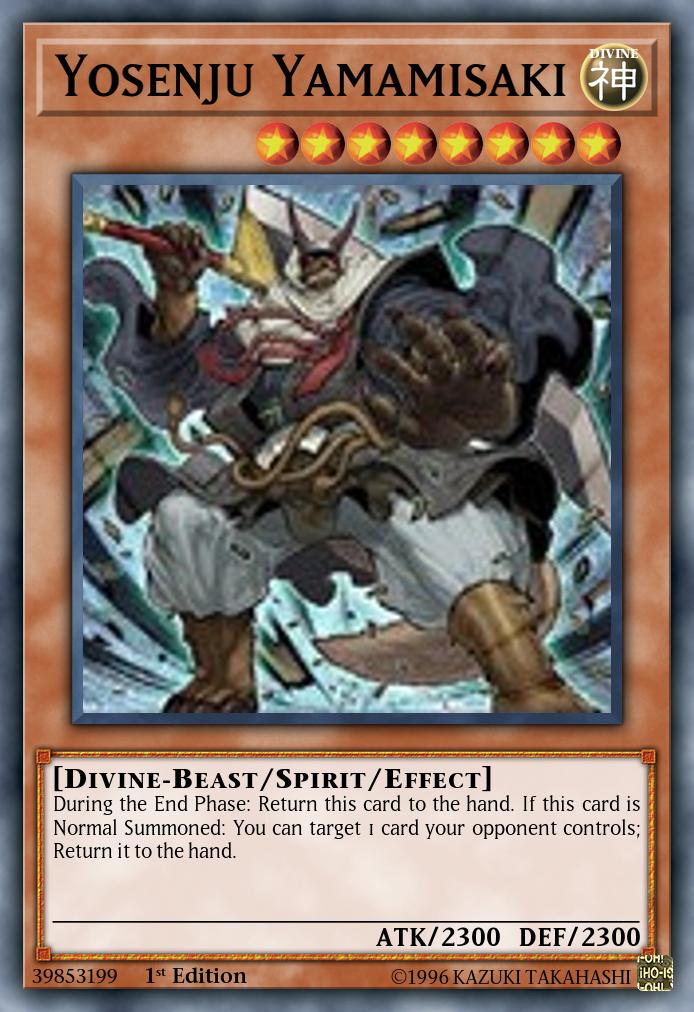 Yosenju Yamamisaki
DIVINE
神
[Divine-Beast/Spirit/Effect]
During the End Phase: Return this card to the hand. If this card is
Normal Summoned: You can target 1 card your opponent controls;
Return it to the hand.
ATK/2300 DEF/2300
39853199 1st Edition ©1996 KAZUKI TAKAHASHI